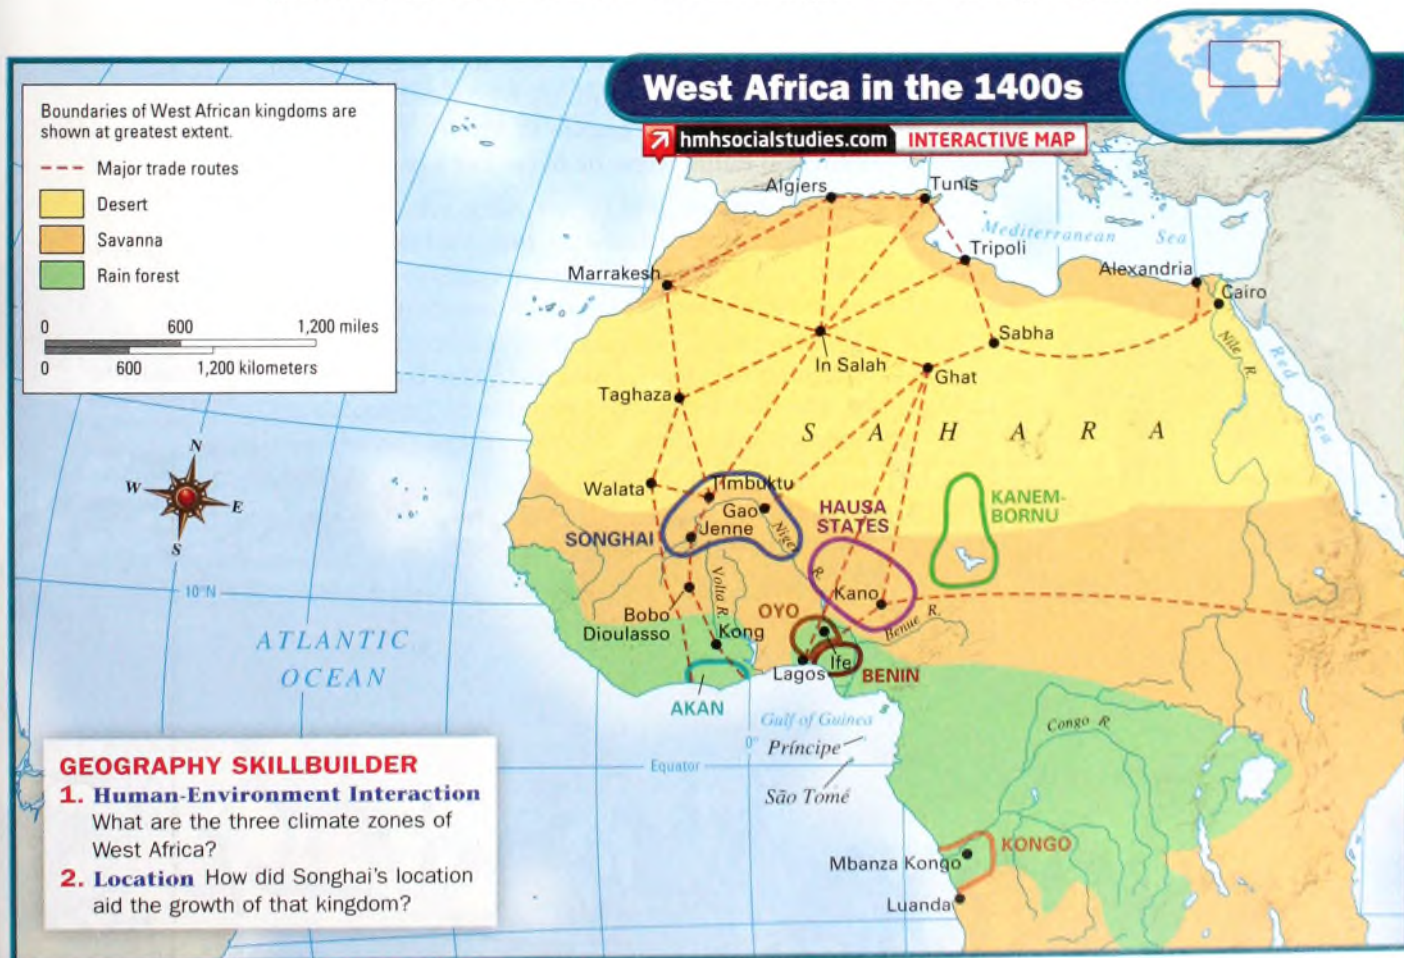 West Africa in the 1400s
hmhsocialstudies.com INTERACTIVE MAP
Boundaries of West African kingdoms are
shown at greatest extent.
Major trade routes
Desert
Savanna
Rain forest
0 600 1,200 miles
0 600 1,200 kilometers
N
W
E
S
Algiers
Tunis
Mediterranean Sea
Tripoli
Marrakesh
Alexandria
Cairo
Sabha
In Salah
Ghat
Nile R.
Red Sea
Taghaza
SAHARA
Walata
Timbuktu
Gao
Jenne
SONGHAI
Niger R.
HAUSA
STATES
KANEM-
BORNU
10°N
Volta R.
Kano
Bobo
Dioulasso
OYO
Benue R.
Kong
Ife
Lagos
BENIN
ATLANTIC
OCEAN
AKAN
Gulf of Guinea
0°
Príncipe
Congo R.
Equator
São Tomé
KONGO
Mbanza Kongo
Luanda
GEOGRAPHY SKILLBUILDER
1. Human-Environment Interaction
What are the three climate zones of
West Africa?
2. Location How did Songhai's location
aid the growth of that kingdom?